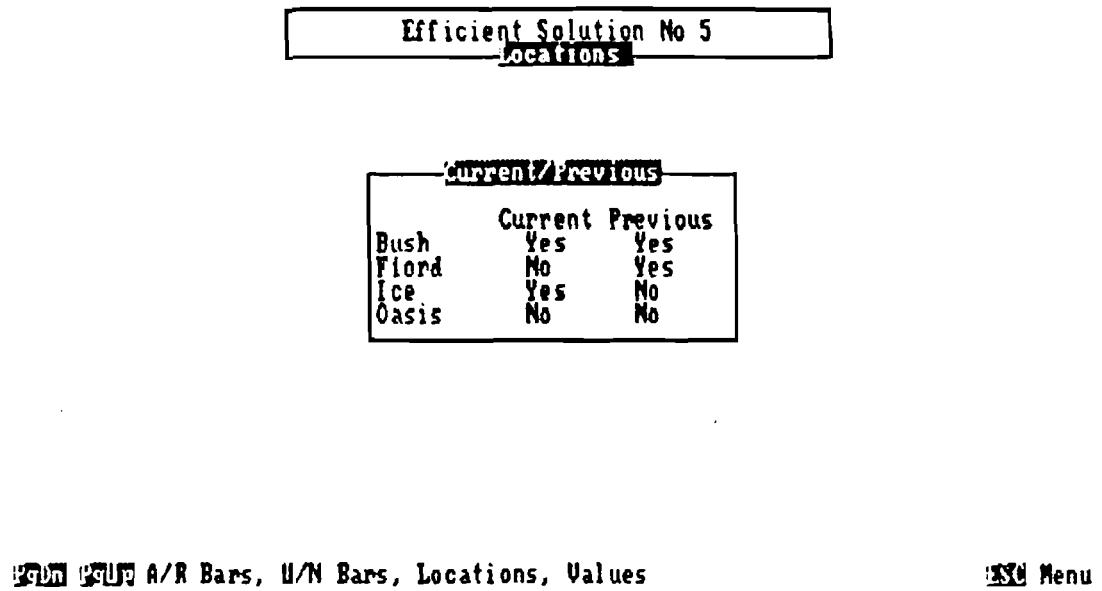 Efficient Solution No 5
Locations
Current/Previous
Current Previous
Bush Yes Yes
Fiord No Yes
Ice Yes No
Oasis No No
PgDn PgUp A/R Bars, U/N Bars, Locations, Values ESC Menu